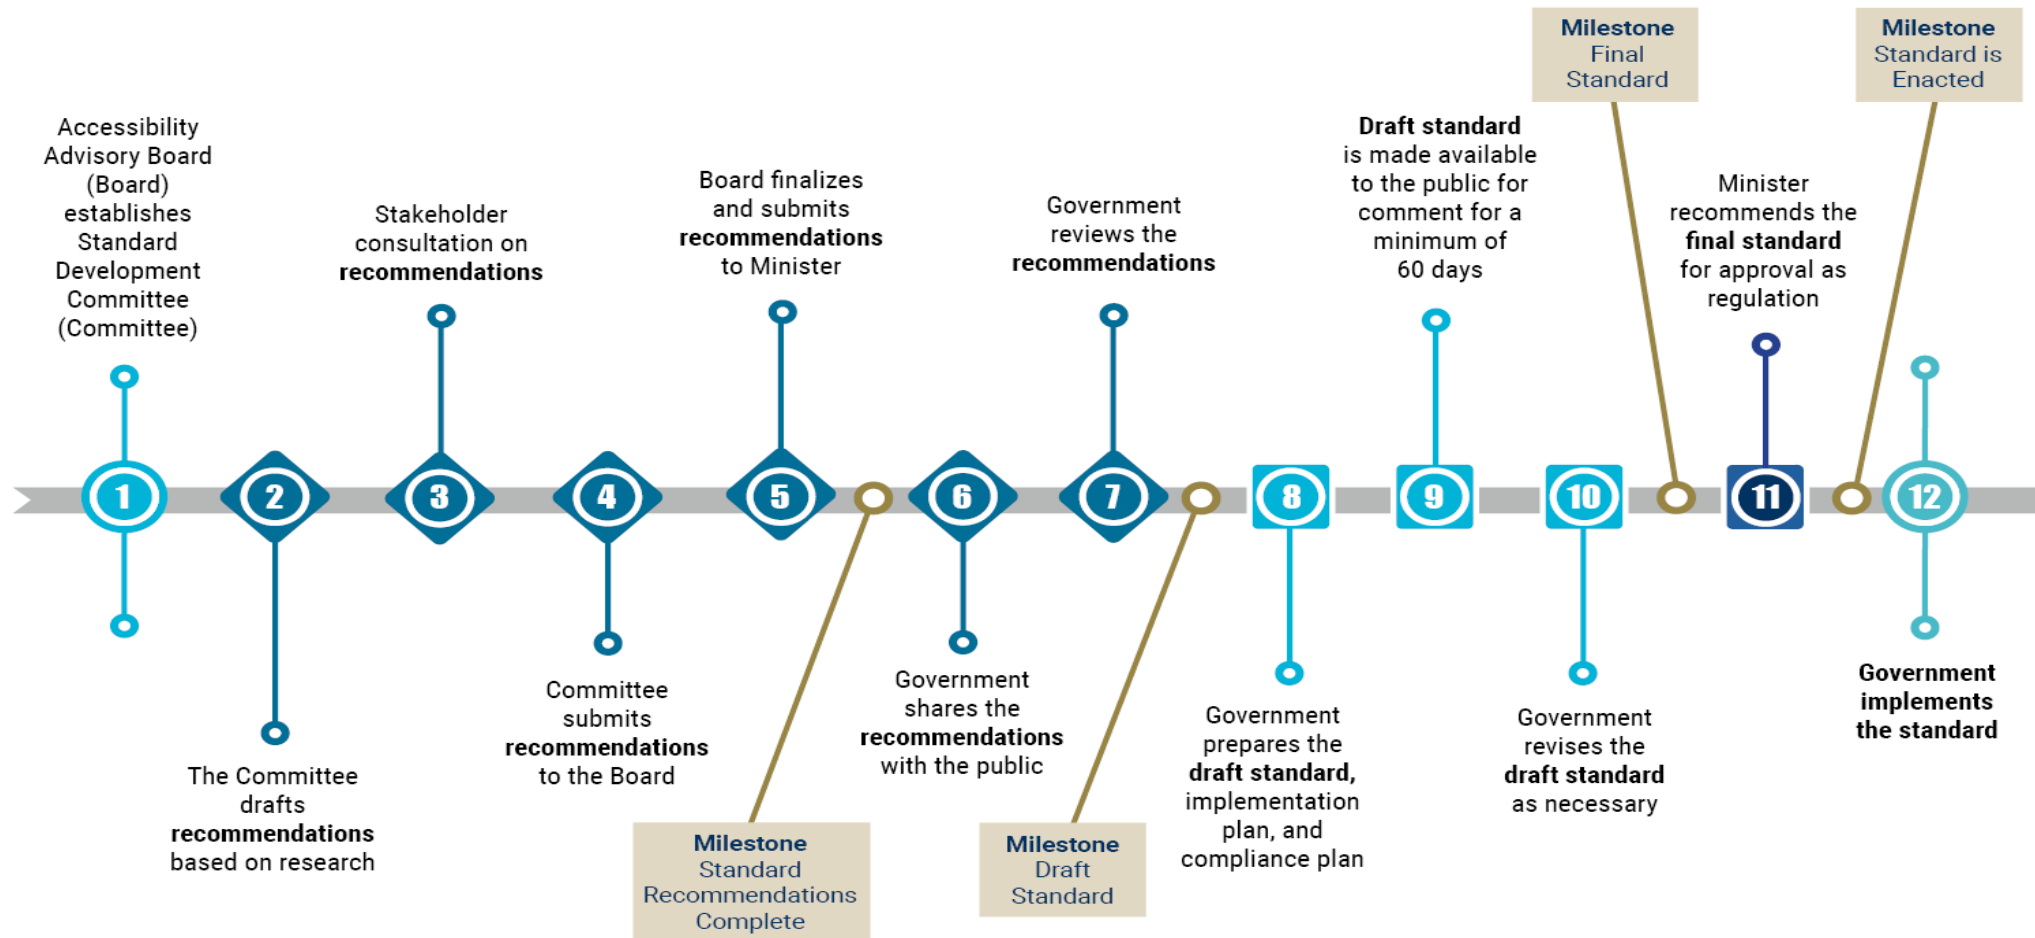 Accessibility
Advisory Board
(Board)
establishes
Standard
Development
Committee
(Committee)
1
2
The Committee
drafts
recommendations
based on research
Stakeholder
consultation on
recommendations
3
4
Committee
submits
recommendations
to the Board
Board finalizes
and submits
recommendations
to Minister
5
Milestone
Standard
Recommendations
Complete
6
Government
shares the
recommendations
with the public
Government
reviews the
recommendations
7
Milestone
Draft
Standard
8
Government
prepares the
draft standard,
implementation
plan, and
compliance plan
Draft standard
is made available
to the public for
comment for a
minimum of
60 days
9
10
Government
revises the
draft standard
as necessary
Milestone
Final
Standard
Minister
recommends the
final standard
for approval as
regulation
11
Milestone
Standard is
Enacted
12
Government
implements
the standard